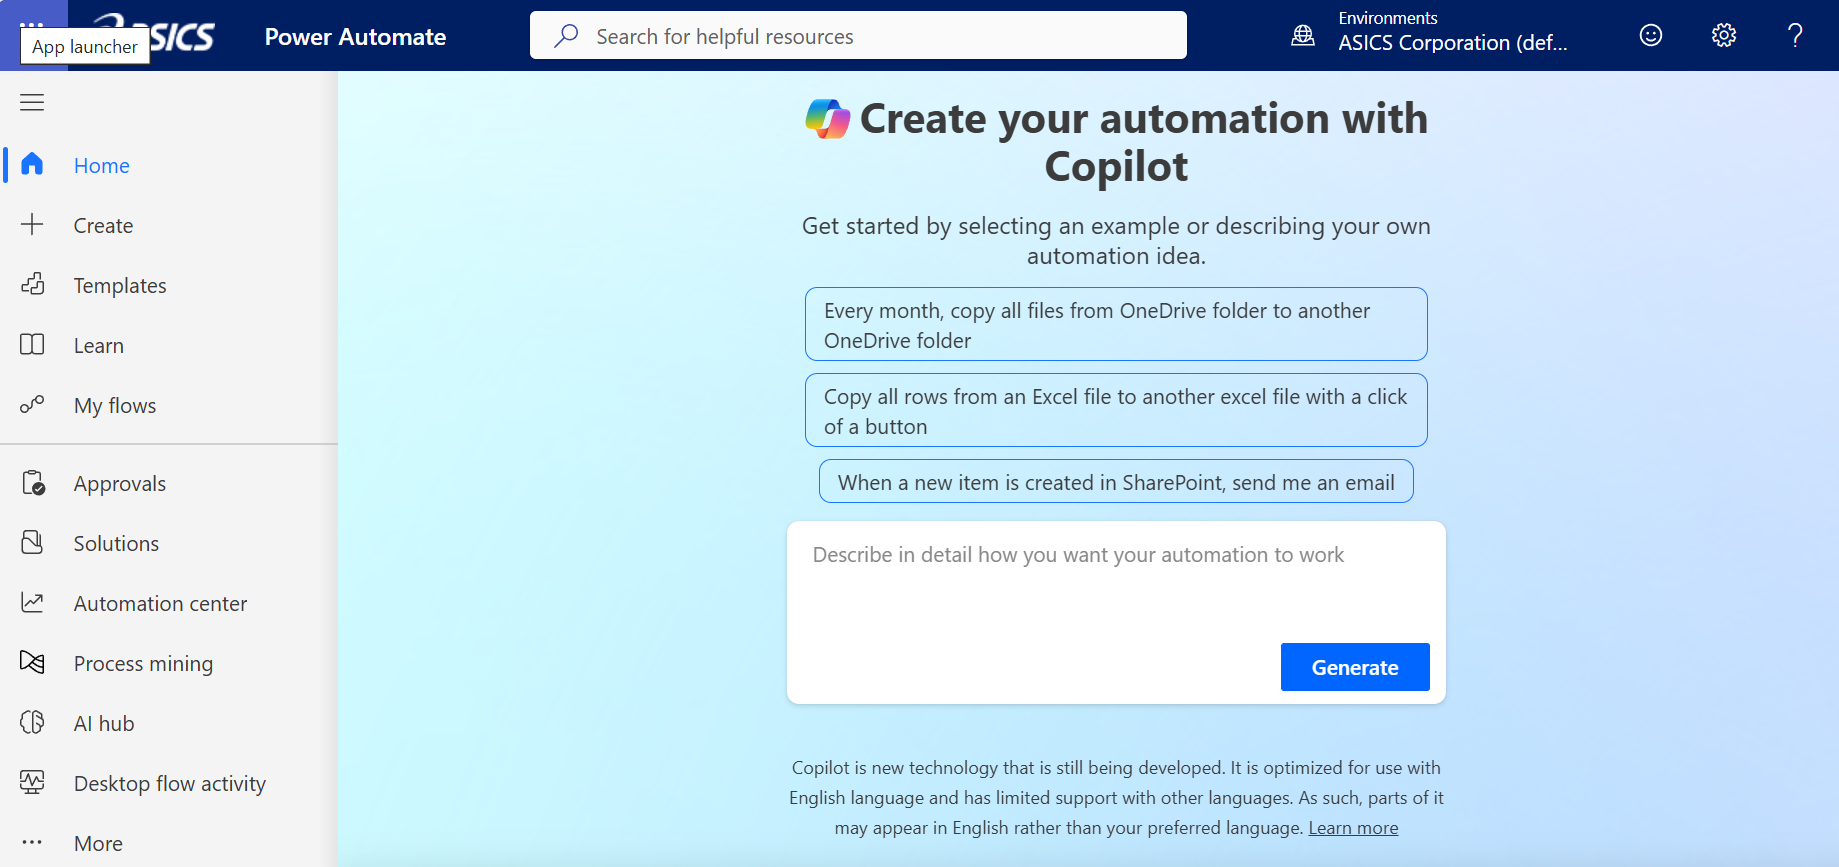 App launcher
SICS
Power Automate
Search for helpful resources
Environments
ASICS Corporation (def...
Home
Create
Templates
Learn
My flows
Approvals
Solutions
Automation center
Process mining
AI hub
Desktop flow activity
More
Create your automation with
Copilot
Get started by selecting an example or describing your own
automation idea.
Every month, copy all files from OneDrive folder to another
OneDrive folder
Copy all rows from an Excel file to another excel file with a click
of a button
When a new item is created in SharePoint, send me an email
Describe in detail how you want your automation to work
Generate
Copilot is new technology that is still being developed. It is optimized for use with
English language and has limited support with other languages. As such, parts of it
may appear in English rather than your preferred language. Learn more